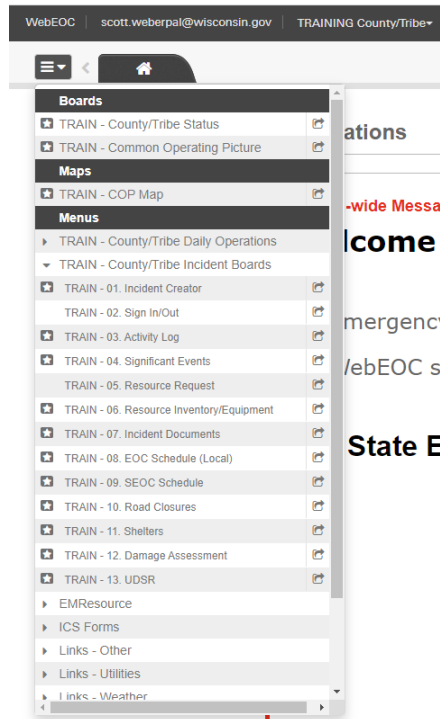 WebEOC scott.weberpal@wisconsin.gov TRAINING County/Tribe
Boards
TRAIN - County/Tribe Status
TRAIN - Common Operating Picture
Maps
TRAIN - COP Map
Menus
TRAIN - County/Tribe Daily Operations
TRAIN - County/Tribe Incident Boards
TRAIN - 01. Incident Creator
TRAIN - 02. Sign In/Out
TRAIN - 03. Activity Log
TRAIN - 04. Significant Events
TRAIN - 05. Resource Request
TRAIN - 06. Resource Inventory/Equipment
TRAIN - 07. Incident Documents
TRAIN - 08. EOC Schedule (Local)
TRAIN - 09. SEOC Schedule
TRAIN - 10. Road Closures
TRAIN - 11. Shelters
TRAIN - 12. Damage Assessment
TRAIN - 13. UDSR
EMResource
ICS Forms
Links - Other
Links - Utilities
Links - Weather
ations
-wide Messa
lcome
mergency
/ebEOC s
State E